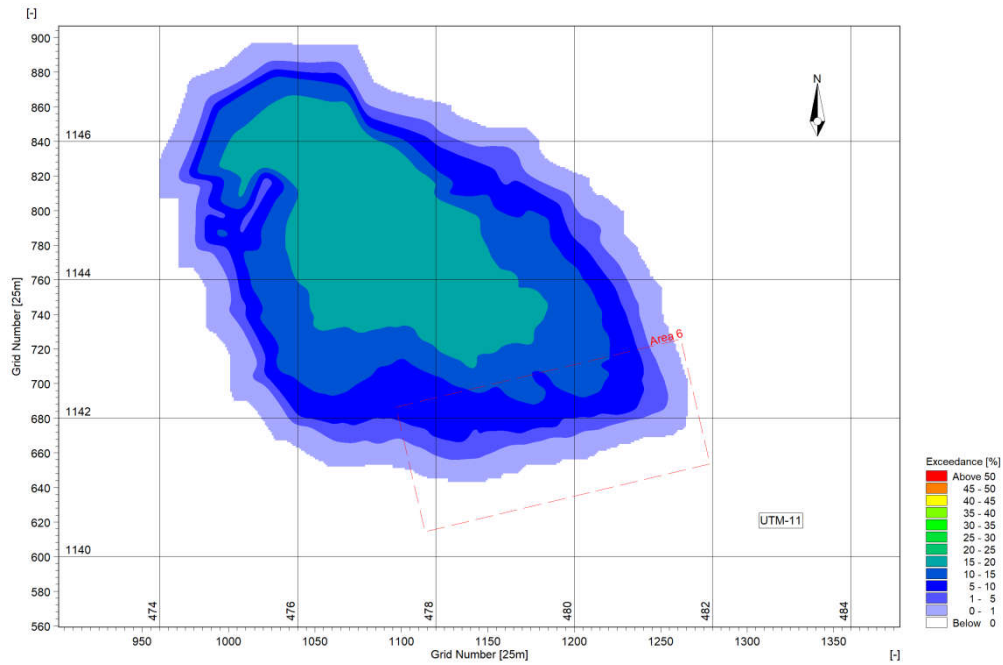 [-]
900
880
860
1146
840
820
800
780
1144
760
740
720
700
1142
680
660
640
620
600
1140
580
560
Grid Number [25m]
N
Area 6
UTM-11
474
476
478
480
482
484
950
1000
1050
1100
1150
1200
1250
1300
1350
Grid Number [25m]
[-]
Exceedance [%]
Above 50
45 - 50
40 - 45
35 - 40
30 - 35
25 - 30
20 - 25
15 - 20
10 - 15
5 - 10
1 - 5
0 - 1
Below 0